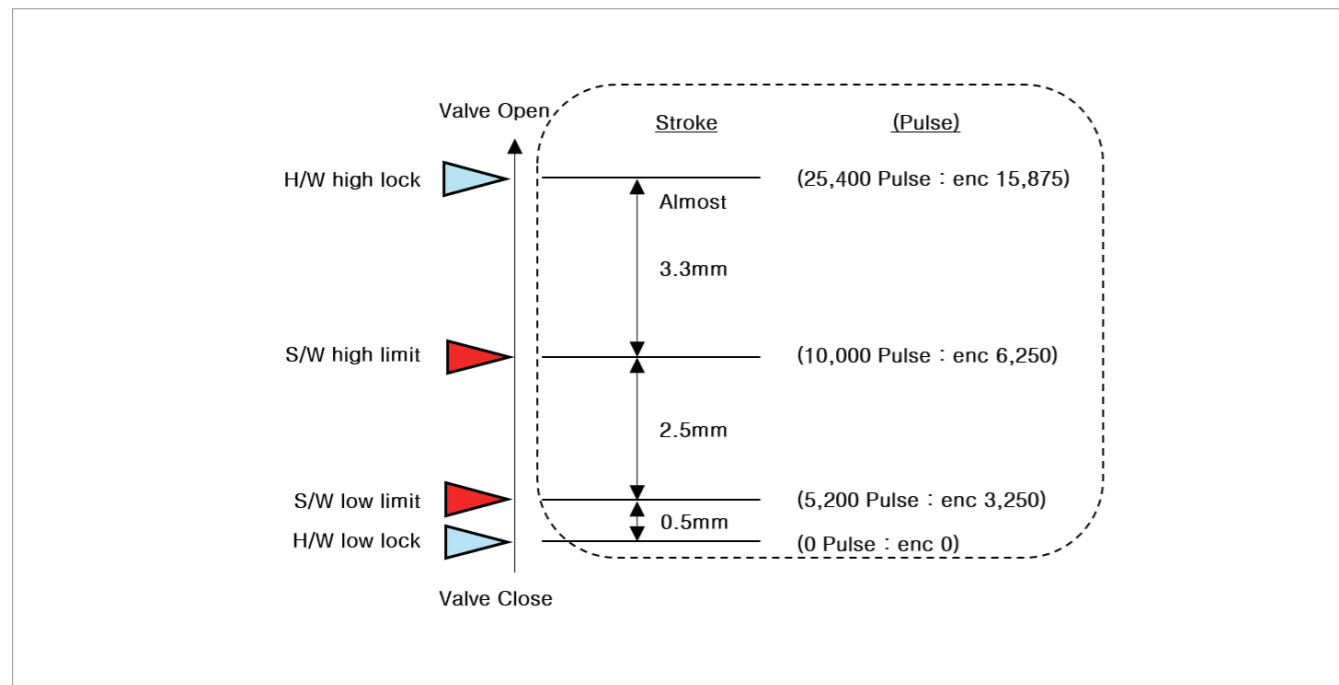 Valve Open
Stroke (Pulse)
H/W high lock (25,400 Pulse : enc 15,875)
Almost
3.3mm
S/W high limit (10,000 Pulse : enc 6,250)
2.5mm
S/W low limit (5,200 Pulse : enc 3,250)
0.5mm
H/W low lock (0 Pulse : enc 0)
Valve Close